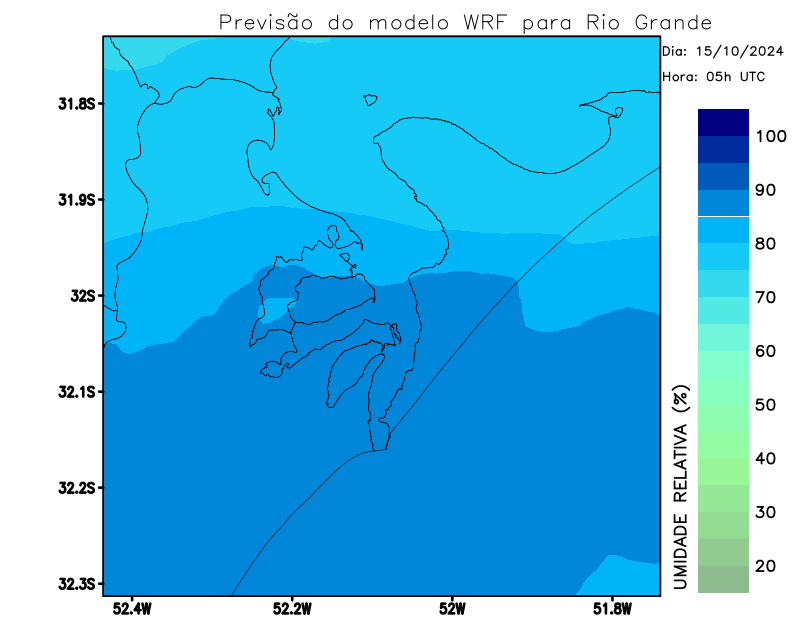 Previsão do modelo WRF para Rio Grande
Dia: 15/10/2024
Hora: 05h UTC
31.8S
31.9S
32S
32.1S
32.2S
32.3S
52.4W
52.2W
52W
51.8W
UMIDADE RELATIVA (%)
100
90
80
70
60
50
40
30
20